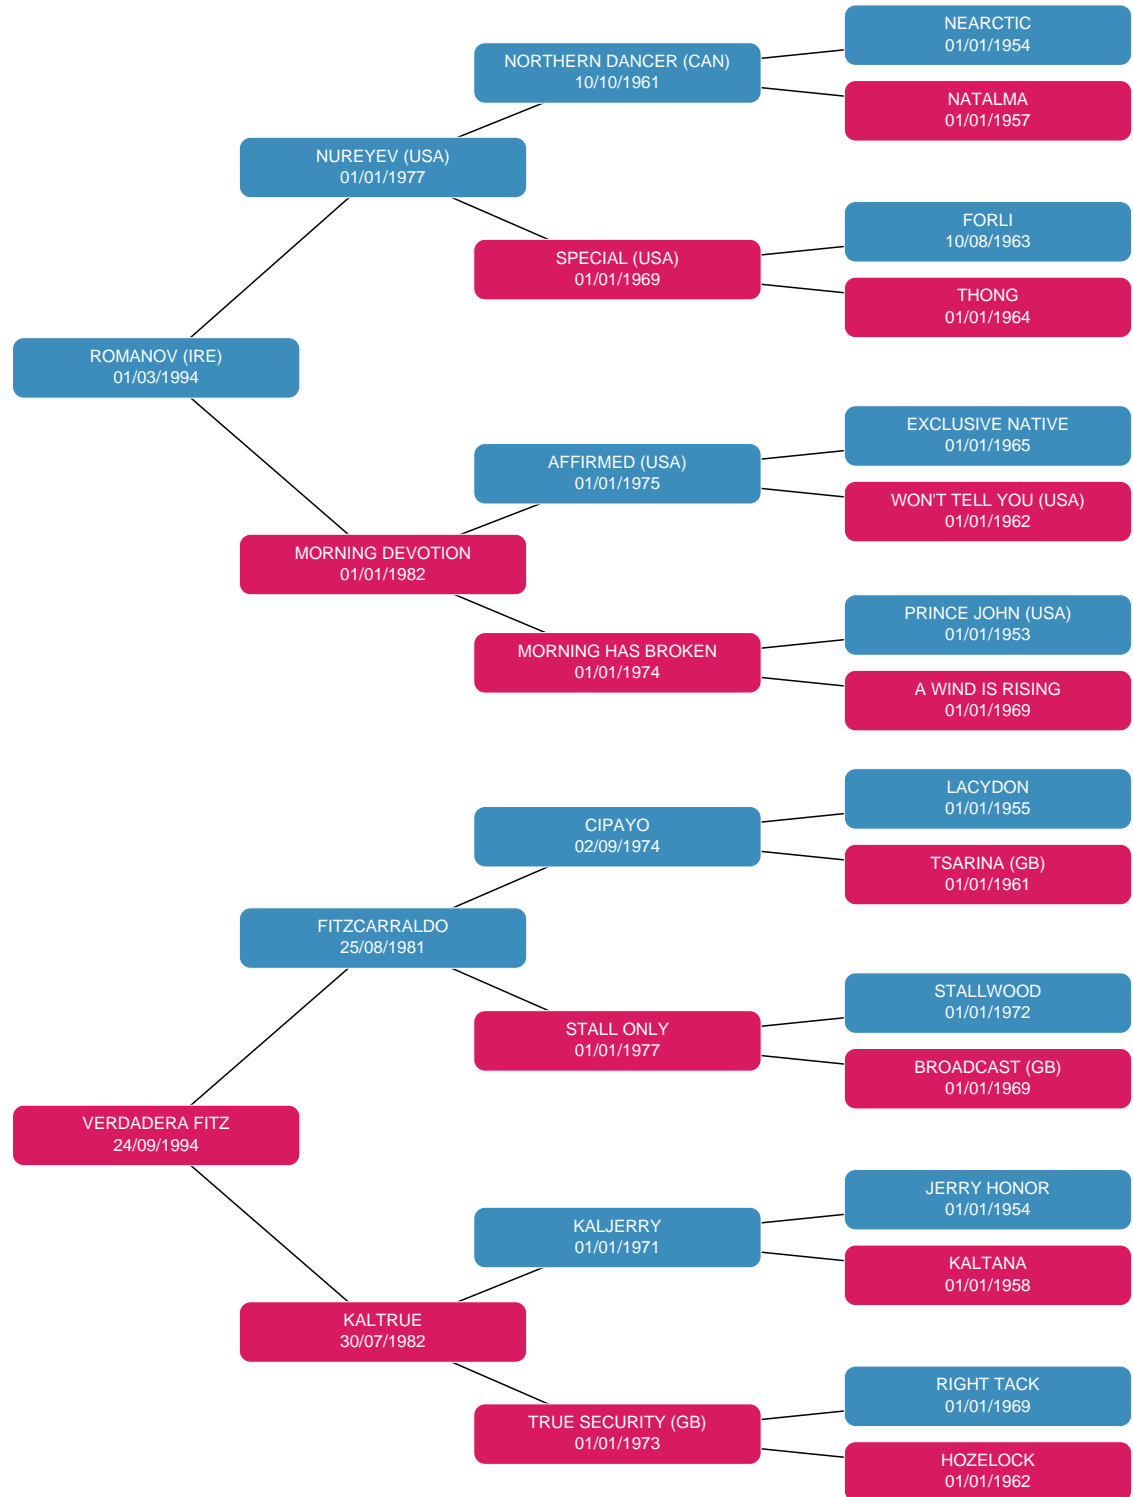 NEARCTIC
01/01/1954
NORTHERN DANCER (CAN)
10/10/1961
NATALMA
01/01/1957
NUREYEV (USA)
01/01/1977
FORLI
10/08/1963
SPECIAL (USA)
01/01/1969
THONG
01/01/1964
ROMANOV (IRE)
01/03/1994
EXCLUSIVE NATIVE
01/01/1965
AFFIRMED (USA)
01/01/1975
WON'T TELL YOU (USA)
01/01/1962
MORNING DEVOTION
01/01/1982
PRINCE JOHN (USA)
01/01/1953
MORNING HAS BROKEN
01/01/1974
A WIND IS RISING
01/01/1969
LACYDON
01/01/1955
CIPAYO
02/09/1974
TSARINA (GB)
01/01/1961
FITZCARRALDO
25/08/1981
STALLWOOD
01/01/1972
STALL ONLY
01/01/1977
BROADCAST (GB)
01/01/1969
VERDADERA FITZ
24/09/1994
JERRY HONOR
01/01/1954
KALJERRY
01/01/1971
KALTANA
01/01/1958
KALTRUE
30/07/1982
RIGHT TACK
01/01/1969
TRUE SECURITY (GB)
01/01/1973
HOZELOCK
01/01/1962